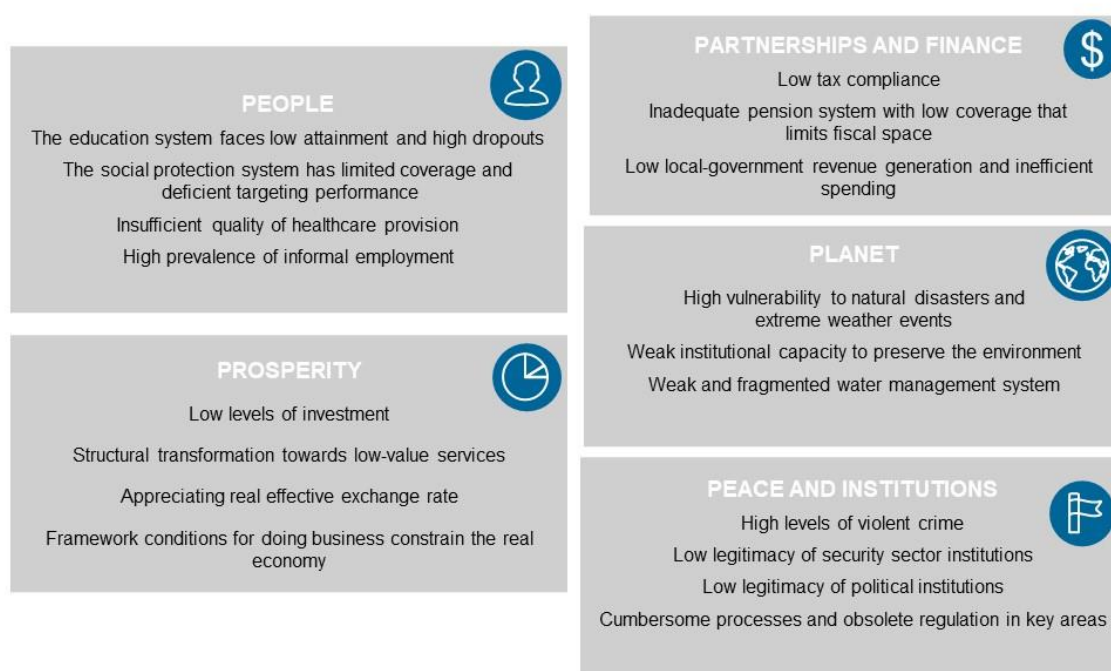 PEOPLE
The education system faces low attainment and high dropouts
The social protection system has limited coverage and
deficient targeting performance
Insufficient quality of healthcare provision
High prevalence of informal employment
PROSPERITY
Low levels of investment
Structural transformation towards low-value services
Appreciating real effective exchange rate
Framework conditions for doing business constrain the real
economy
PARTNERSHIPS AND FINANCE
$
Low tax compliance
Inadequate pension system with low coverage that
limits fiscal space
Low local-government revenue generation and inefficient
spending
PLANET
High vulnerability to natural disasters and
extreme weather events
Weak institutional capacity to preserve the environment
Weak and fragmented water management system
PEACE AND INSTITUTIONS
High levels of violent crime
Low legitimacy of security sector institutions
Low legitimacy of political institutions
Cumbersome processes and obsolete regulation in key areas